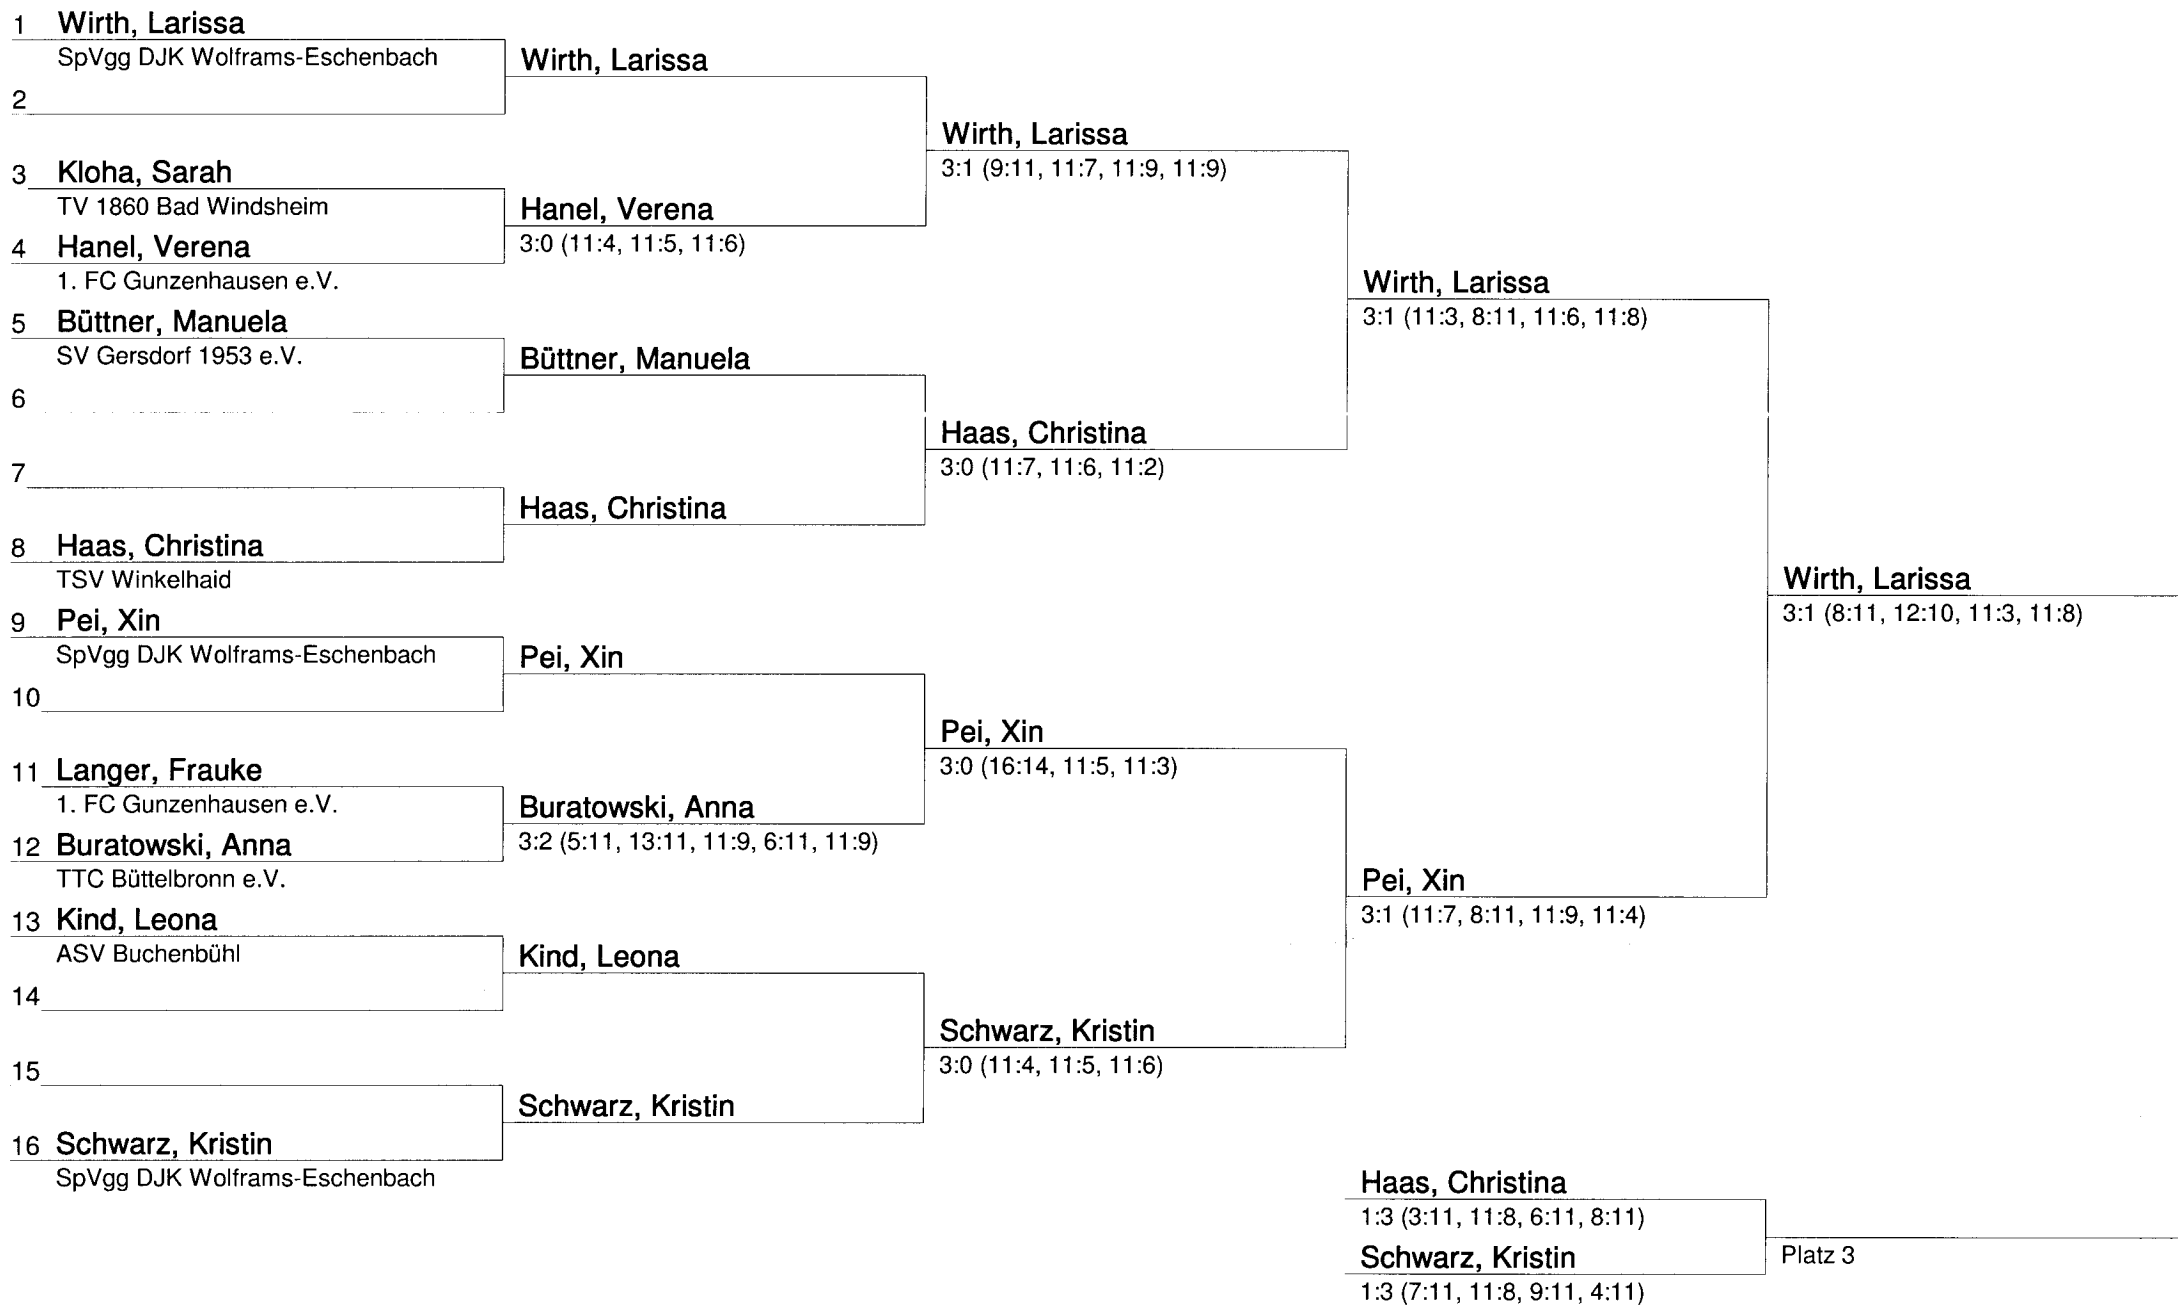 1 Wirth, Larissa
SpVgg DJK Wolframs-Eschenbach
2
3 Kloha, Sarah
TV 1860 Bad Windsheim
4 Hanel, Verena
1. FC Gunzenhausen e.V.
5 Büttner, Manuela
SV Gersdorf 1953 e.V.
6
7
8 Haas, Christina
TSV Winkelhaid
9 Pei, Xin
SpVgg DJK Wolframs-Eschenbach
10
11 Langer, Frauke
1. FC Gunzenhausen e.V.
12 Buratowski, Anna
TTC Büttelbronn e.V.
13 Kind, Leona
ASV Buchenbühl
14
15
16 Schwarz, Kristin
SpVgg DJK Wolframs-Eschenbach
Wirth, Larissa
Hanel, Verena
3:0 (11:4, 11:5, 11:6)
Büttner, Manuela
Haas, Christina
Pei, Xin
Buratowski, Anna
3:2 (5:11, 13:11, 11:9, 6:11, 11:9)
Kind, Leona
Schwarz, Kristin
Wirth, Larissa
3:1 (9:11, 11:7, 11:9, 11:9)
Haas, Christina
3:0 (11:7, 11:6, 11:2)
Pei, Xin
3:0 (16:14, 11:5, 11:3)
Schwarz, Kristin
3:0 (11:4, 11:5, 11:6)
Wirth, Larissa
3:1 (11:3, 8:11, 11:6, 11:8)
Pei, Xin
3:1 (11:7, 8:11, 11:9, 11:4)
Wirth, Larissa
3:1 (8:11, 12:10, 11:3, 11:8)
Haas, Christina
1:3 (3:11, 11:8, 6:11, 8:11)
Schwarz, Kristin
1:3 (7:11, 11:8, 9:11, 4:11)
Platz 3